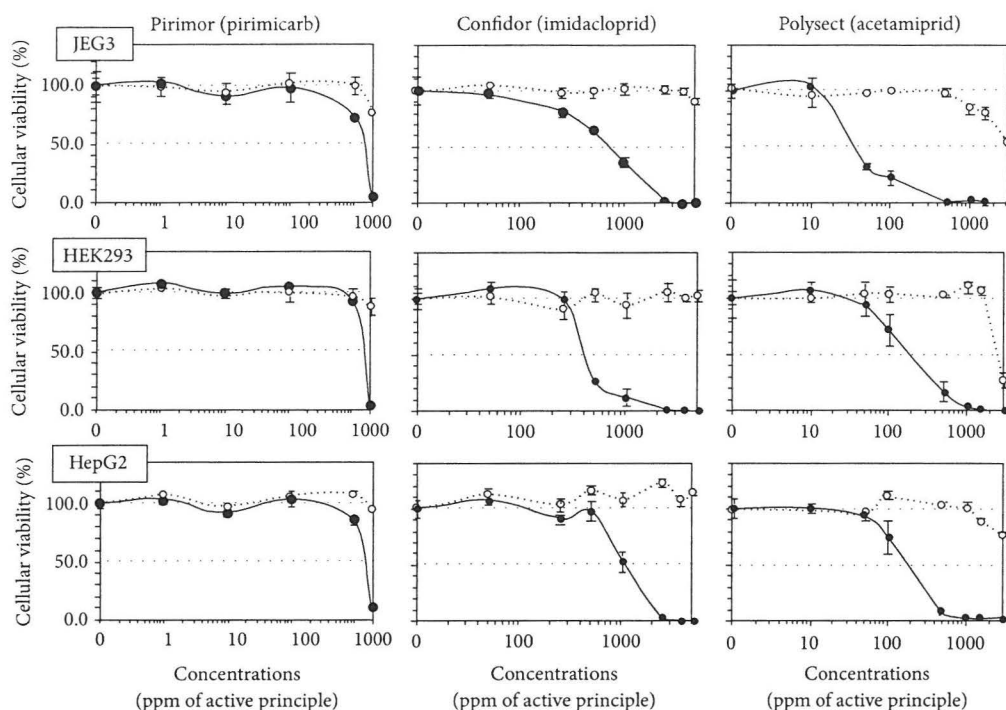 Pirimor (pirimicarb) Confidor (imidacloprid) Polysect (acetamiprid)
JEG3
Cellular viability (%)
100.0
50.0
0.0
0 1 10 100 1000
0 100 1000
0 10 100 1000
HEK293
Cellular viability (%)
100.0
50.0
0.0
0 1 10 100 1000
0 100 1000
0 10 100 1000
HepG2
Cellular viability (%)
100.0
50.0
0.0
0 1 10 100 1000
0 100 1000
0 10 100 1000
Concentrations Concentrations Concentrations
(ppm of active principle) (ppm of active principle) (ppm of active principle)